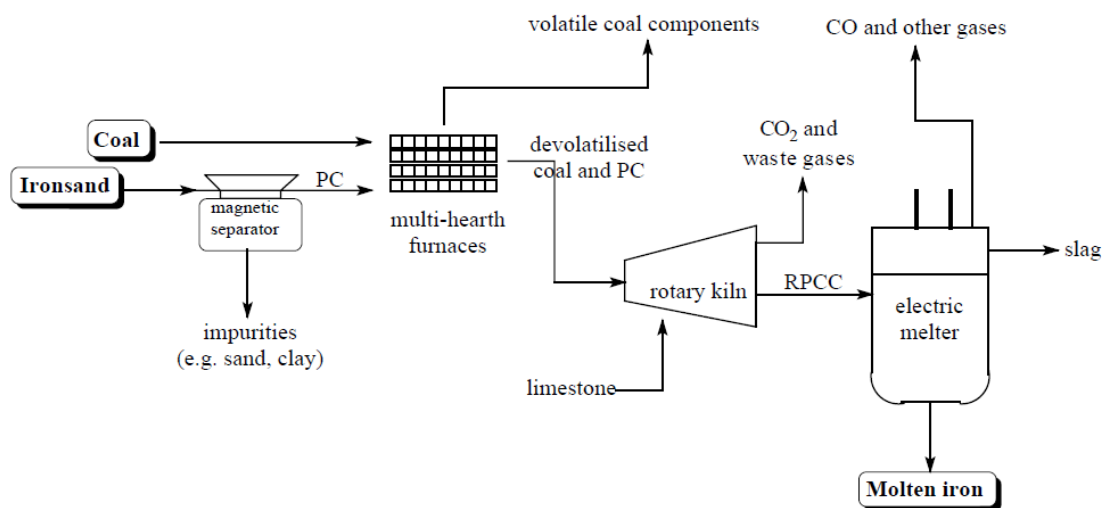 volatile coal components
CO and other gases
Coal
devolatilised
coal and PC
CO₂ and
waste gases
Ironsand
PC
magnetic
separator
multi-hearth
furnaces
slag
rotary kiln
RPCC
electric
melter
impurities
(e.g. sand, clay)
limestone
Molten iron